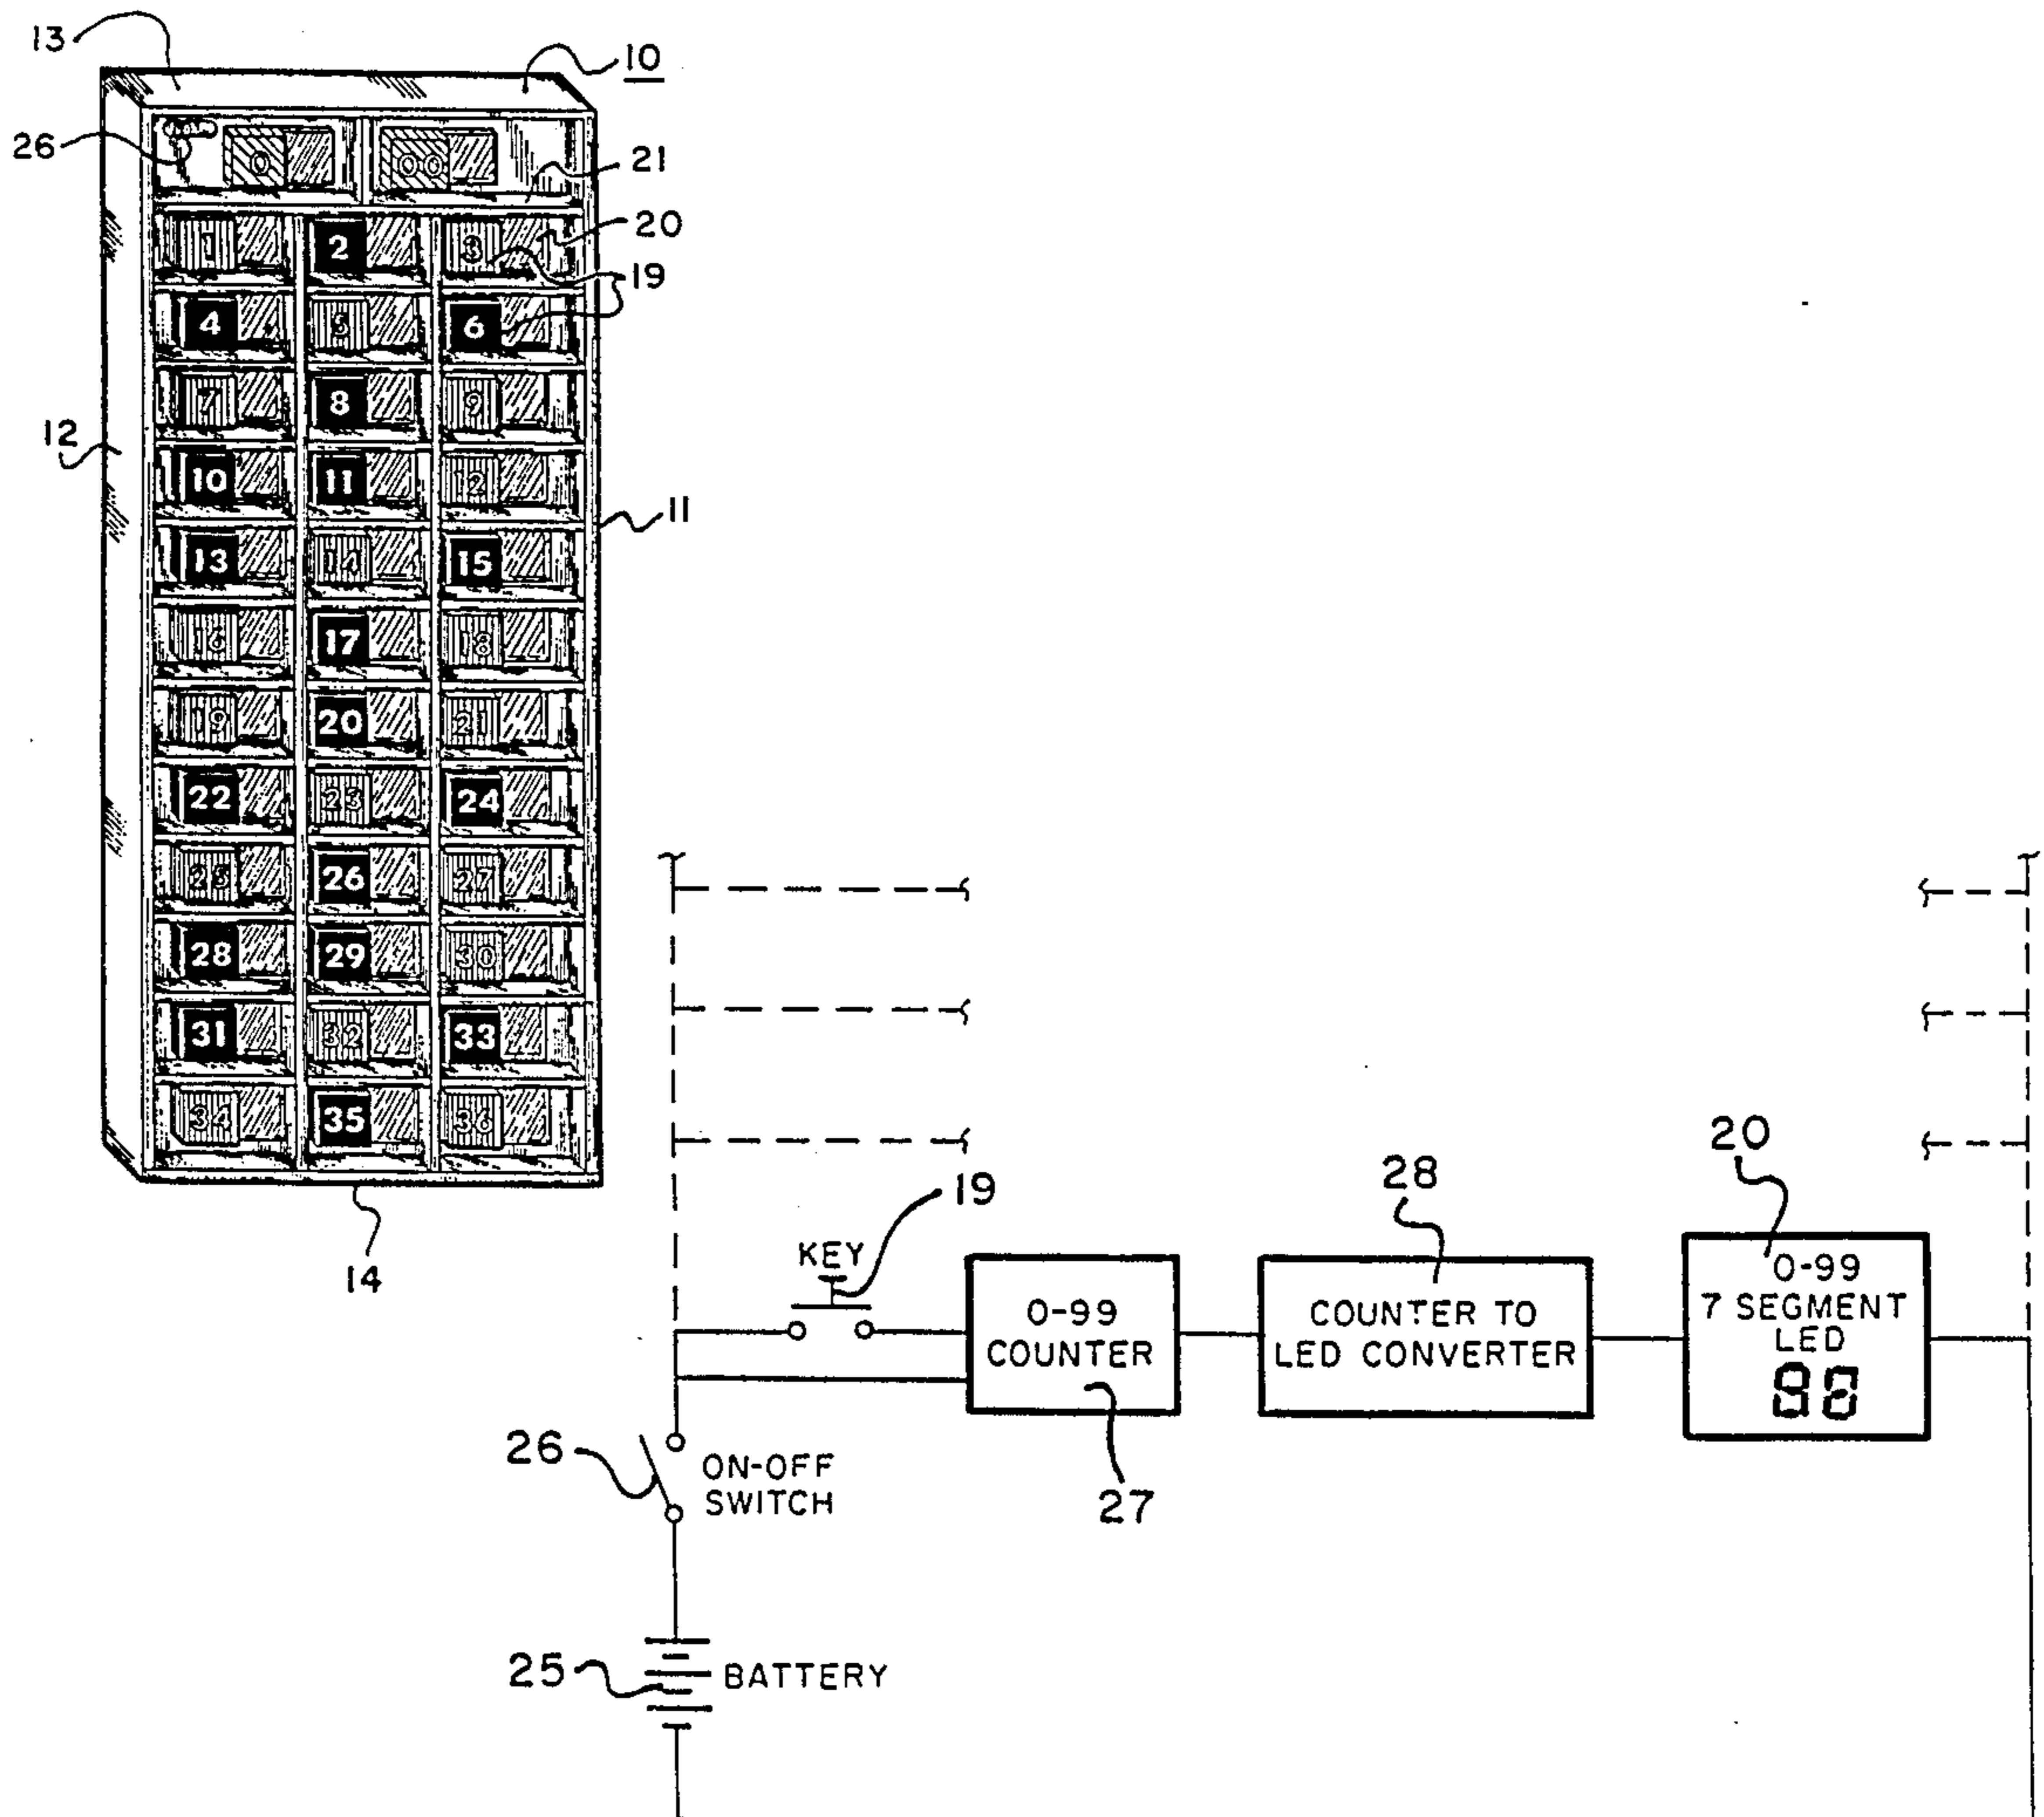 13
10
26
0 00
21
1 2 3
20
19
4 5 6
7 8 9
12
10 11 12
11
13 14 15
16 17 18
19 20 21
22 23 24
25 26 27
28 29 30
31 32 33
34 35 36
14
19
28
20
KEY
0-99
COUNTER
27
COUNTER TO
LED CONVERTER
0-99
7 SEGMENT
LED
88
26
ON-OFF
SWITCH
25
BATTERY